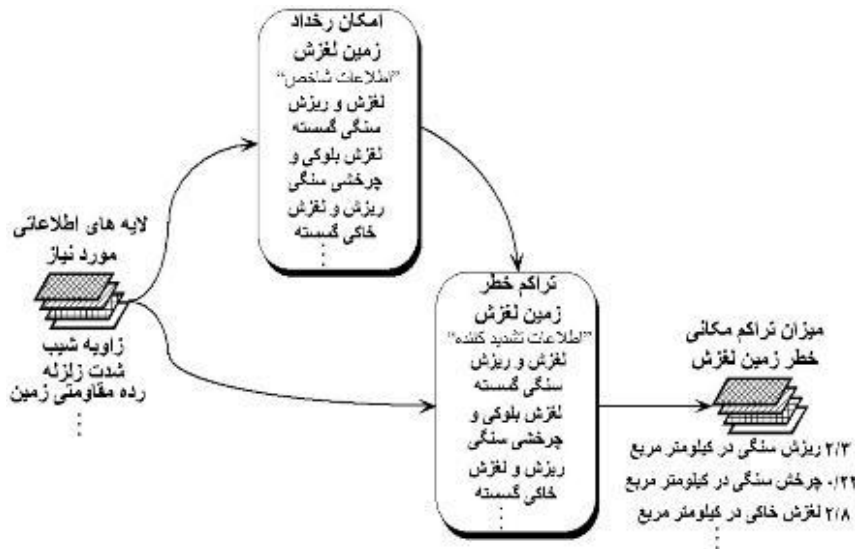 امکان رخداد
زمین لغزش
"اطلاعات شاخص"
لغزش و ریزش
سنگی گسسته
لغزش بلوکی و
چرخشی سنگی
ریزش و لغزش
خاکی گسسته
لایه های اطلاعاتی
مورد نیاز
زاویه شیب
شدت زلزله
رده مقاومتی زمین
تراکم خطر
زمین لغزش
"اطلاعات تشدید کننده"
لغزش و ریزش
سنگی گسسته
لغزش بلوکی و
چرخشی سنگی
ریزش و لغزش
خاکی گسسته
میزان تراکم مکانی
خطر زمین لغزش
۲/۳ ریزش سنگی در کیلومتر مربع
۰/۲۲ چرخش سنگی در کیلومتر مربع
۲/۸ لغزش خاکی در کیلومتر مربع